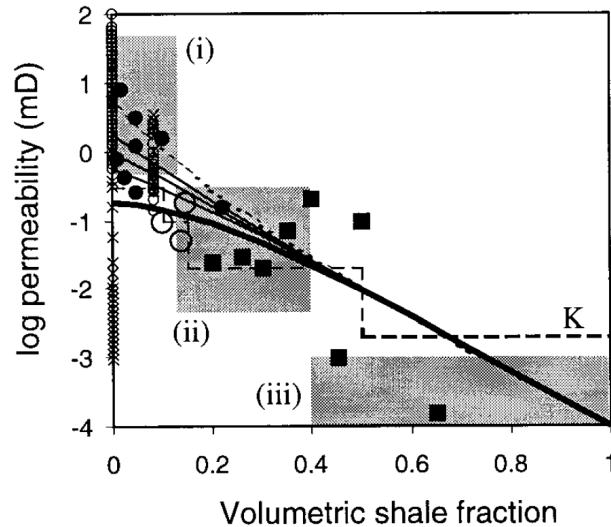 2
(i)
1
0
-1
-2
(ii)
K
-3
(iii)
-4
0
0.2
0.4
0.6
0.8
1
log permeability (mD)
Volumetric shale fraction